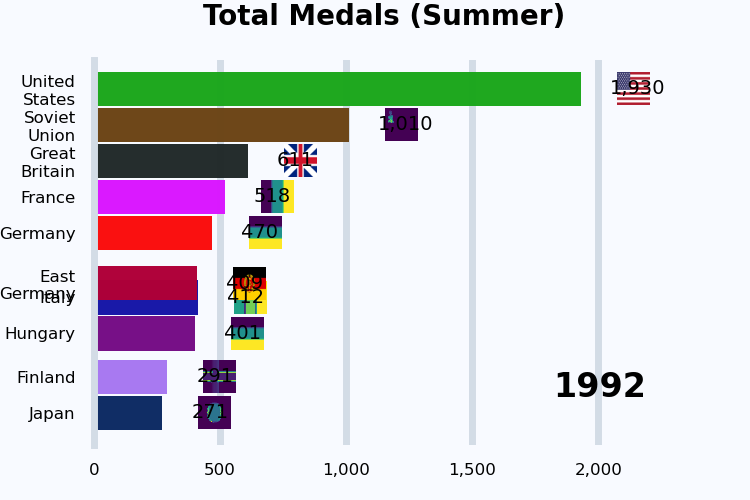 Total Medals (Summer)
United
States
1,930
Soviet
Union
1,010
Great
Britain
611
France
518
Germany
470
East
Germany
409
Italy
412
Hungary
401
Finland
291
1992
Japan
271
0 500 1,000 1,500 2,000